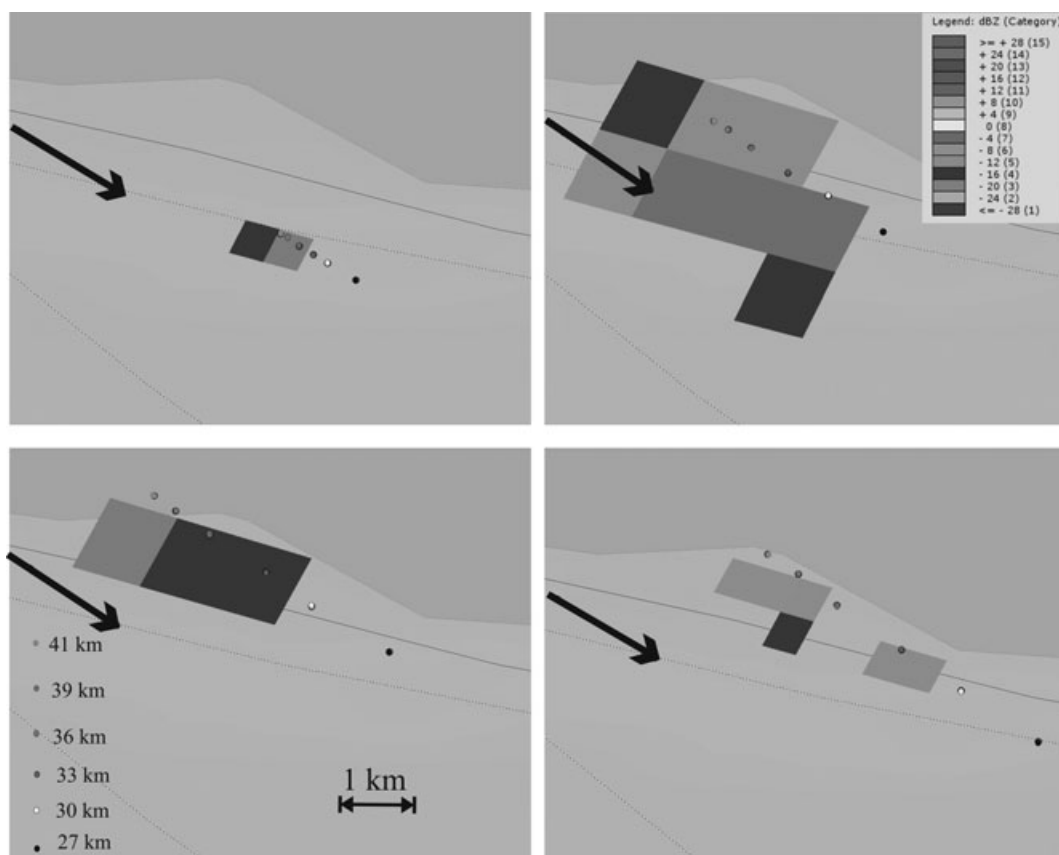 Legend: dBZ (Category)
>= + 28 (15)
+ 24 (14)
+ 20 (13)
+ 16 (12)
+ 12 (11)
+ 8 (10)
+ 4 (9)
0 (8)
- 4 (7)
- 8 (6)
- 12 (5)
- 16 (4)
- 20 (3)
- 24 (2)
<= - 28 (1)
41 km
39 km
36 km
33 km
30 km
27 km
1 km